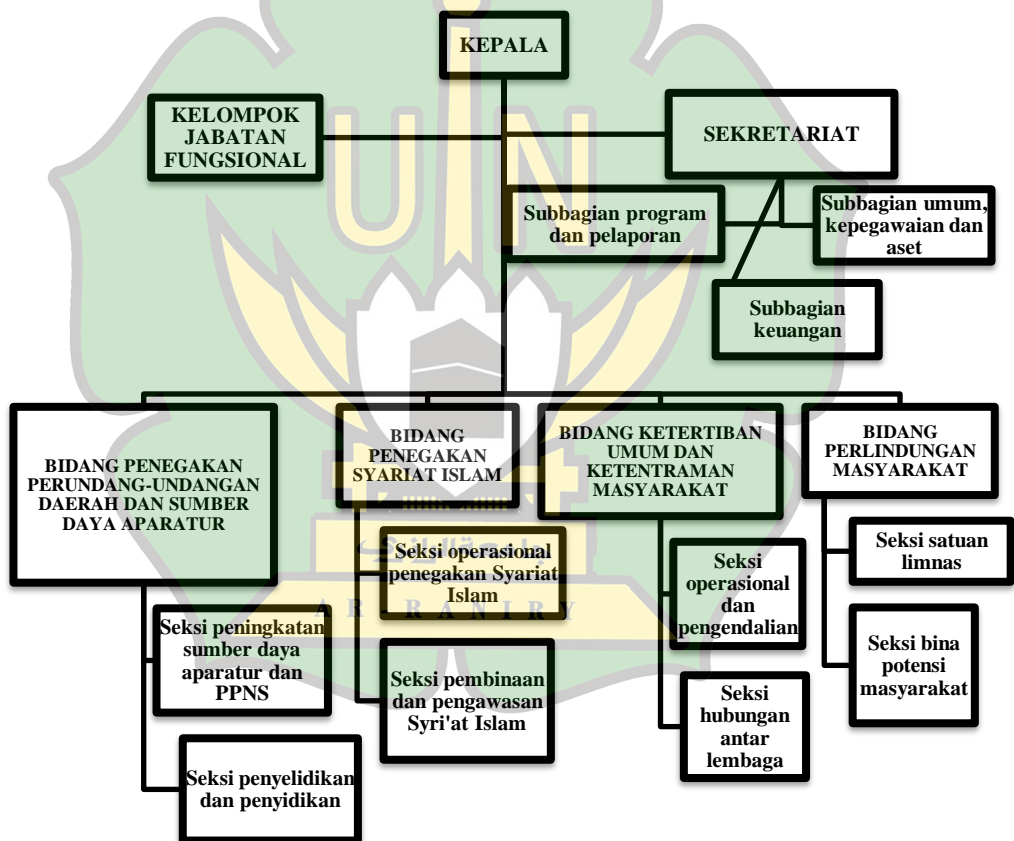 KEPALA
KELOMPOK
JABATAN
FUNGSIONAL
SEKRETARIAT
Subbagian program
dan pelaporan
Subbagian umum,
kepegawaian dan
aset
Subbagian
keuangan
BIDANG PENEGAKAN
PERUNDANG-UNDANGAN
DAERAH DAN SUMBER
DAYA APARATUR
BIDANG
PENEGAKAN
SYARIAT ISLAM
BIDANG KETERTIBAN
UMUM DAN
KETENTRAMAN
MASYARAKAT
BIDANG
PERLINDUNGAN
MASYARAKAT
Seksi peningkatan
sumber daya
aparatur dan
PPNS
Seksi penyelidikan
dan penyidikan
Seksi operasional
penegakan Syariat
Islam
Seksi pembinaan
dan pengawasan
Syri'at Islam
Seksi
operasional
dan
pengendalian
Seksi
hubungan
antar
lembaga
Seksi satuan
limnas
Seksi bina
potensi
masyarakat
U I N
جامعة الرانري
AR-RANIRY